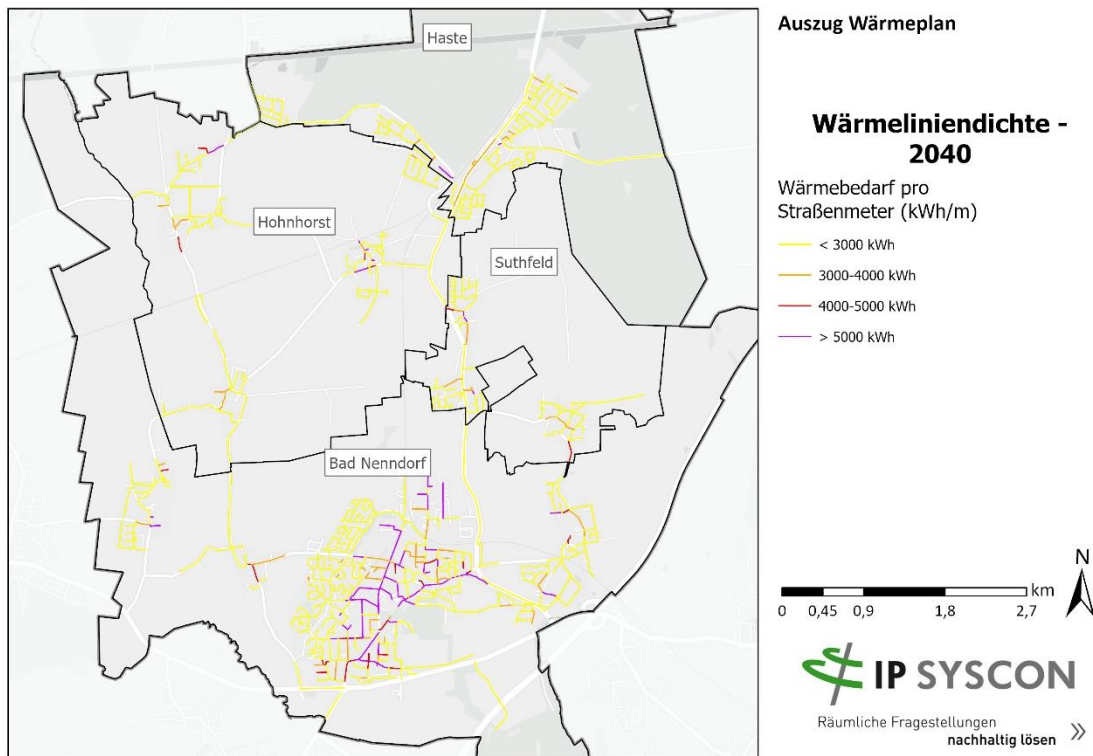 Haste
Hohnhorst
Suthfeld
Bad Nenndorf
Auszug Wärmeplan
Wärmeliniendichte -
2040
Wärmebedarf pro
Straßenmeter (kWh/m)
< 3000 kWh
3000-4000 kWh
4000-5000 kWh
> 5000 kWh
N
km
0 0,45 0,9 1,8 2,7
IP SYSCON
Räumliche Fragestellungen
nachhaltig lösen »